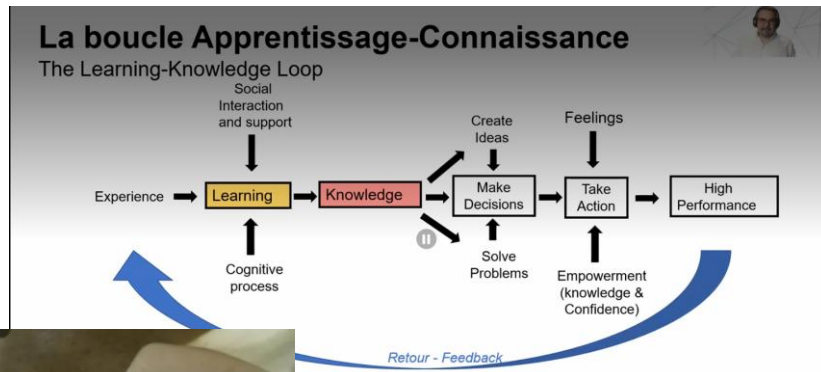 La boucle Apprentissage-Connaissance
The Learning-Knowledge Loop
Social
Interaction
and support
Create
Ideas
Feelings
Experience
Learning
Knowledge
Make
Decisions
Take
Action
High
Performance
Cognitive
process
Solve
Problems
Empowerment
(knowledge &
Confidence)
Retour - Feedback